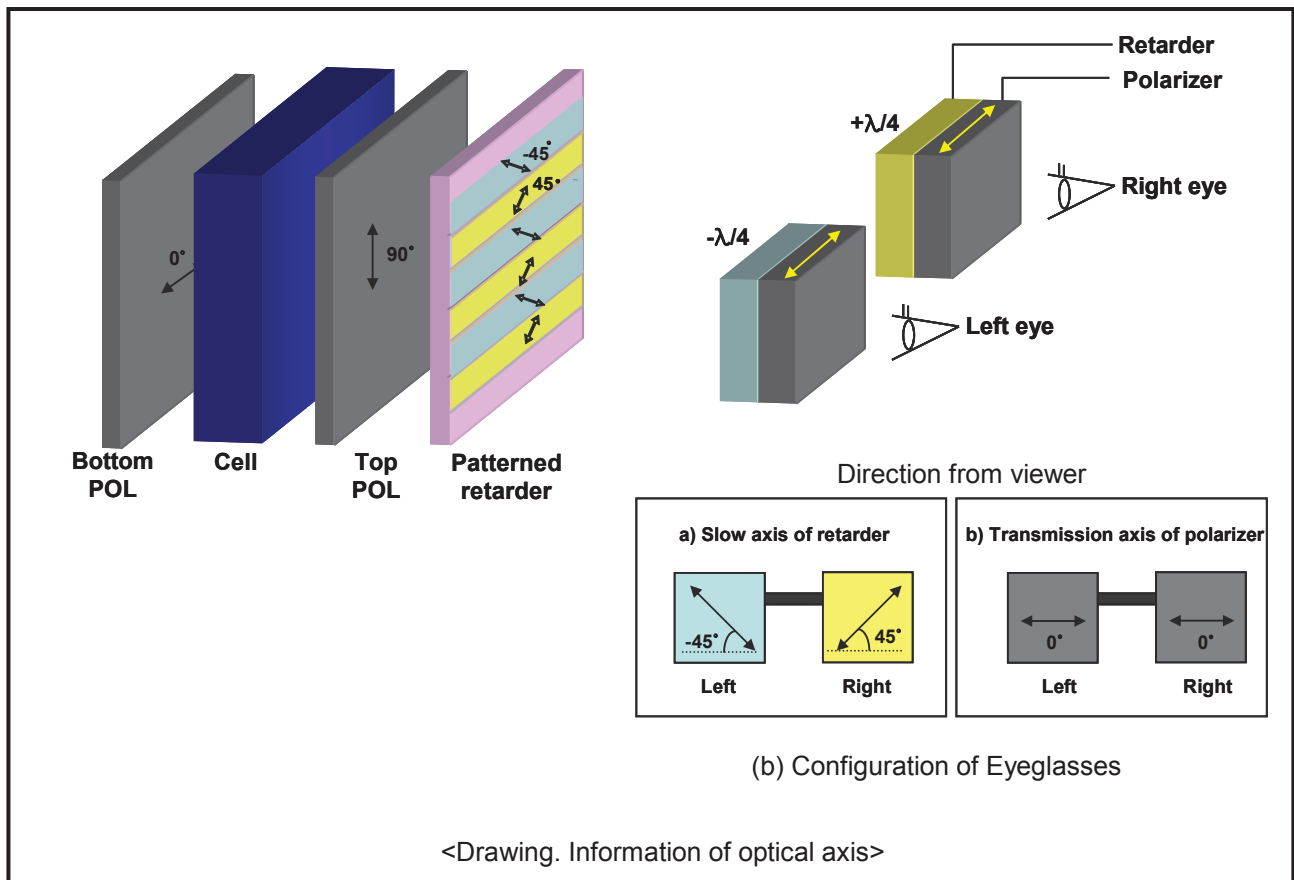 Retarder
Polarizer
+λ/4
-45°
45°
Right eye
-λ/4
0°
90°
Left eye
Bottom POL
Cell
Top POL
Patterned retarder
Direction from viewer
a) Slow axis of retarder
b) Transmission axis of polarizer
-45°
45°
0°
0°
Left
Right
Left
Right
(b) Configuration of Eyeglasses
<Drawing. Information of optical axis>